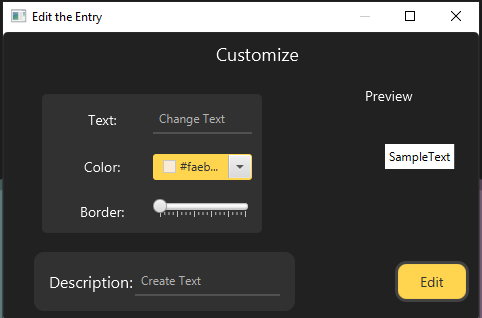 Edit the Entry
Customize
Preview
Text: Change Text
SampleText
Color: #faeb...
Border:
Description: Create Text
Edit